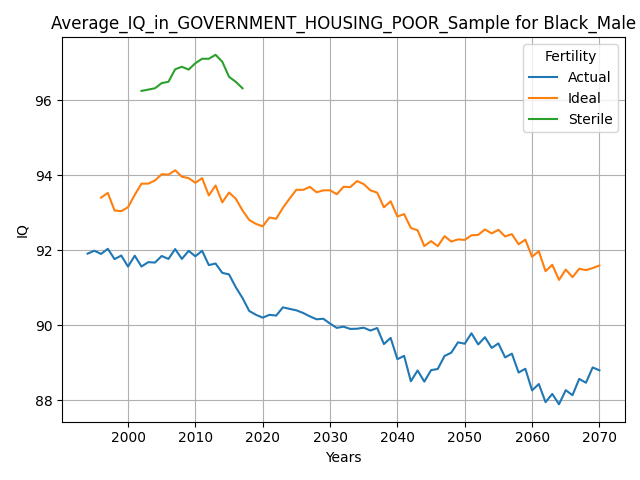 Average_IQ_in_GOVERNMENT_HOUSING_POOR_Sample for Black_Male
Fertility
Actual
Ideal
Sterile
IQ
96
94
92
90
88
2000 2010 2020 2030 2040 2050 2060 2070
Years